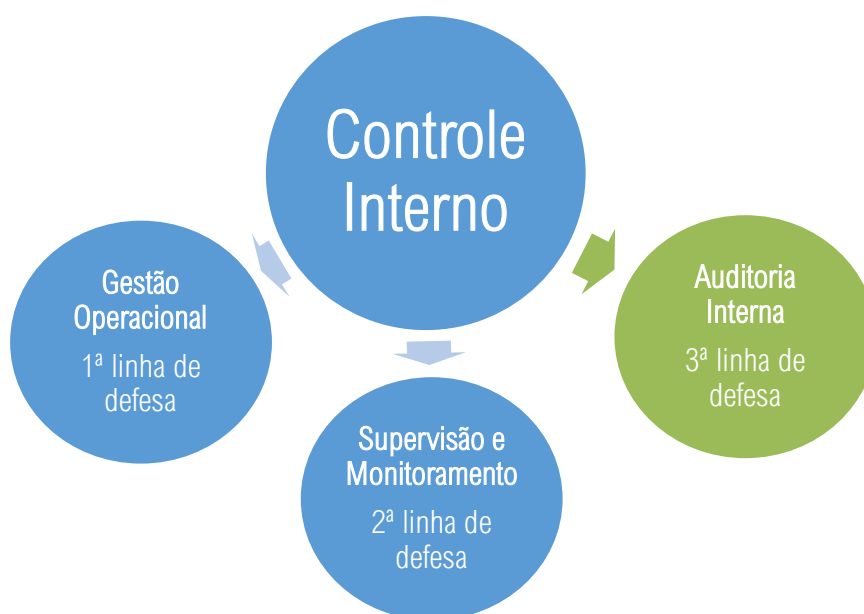 Controle
Interno
Gestão
Operacional
1ª linha de
defesa
Supervisão e
Monitoramento
2ª linha de
defesa
Auditoria
Interna
3ª linha de
defesa